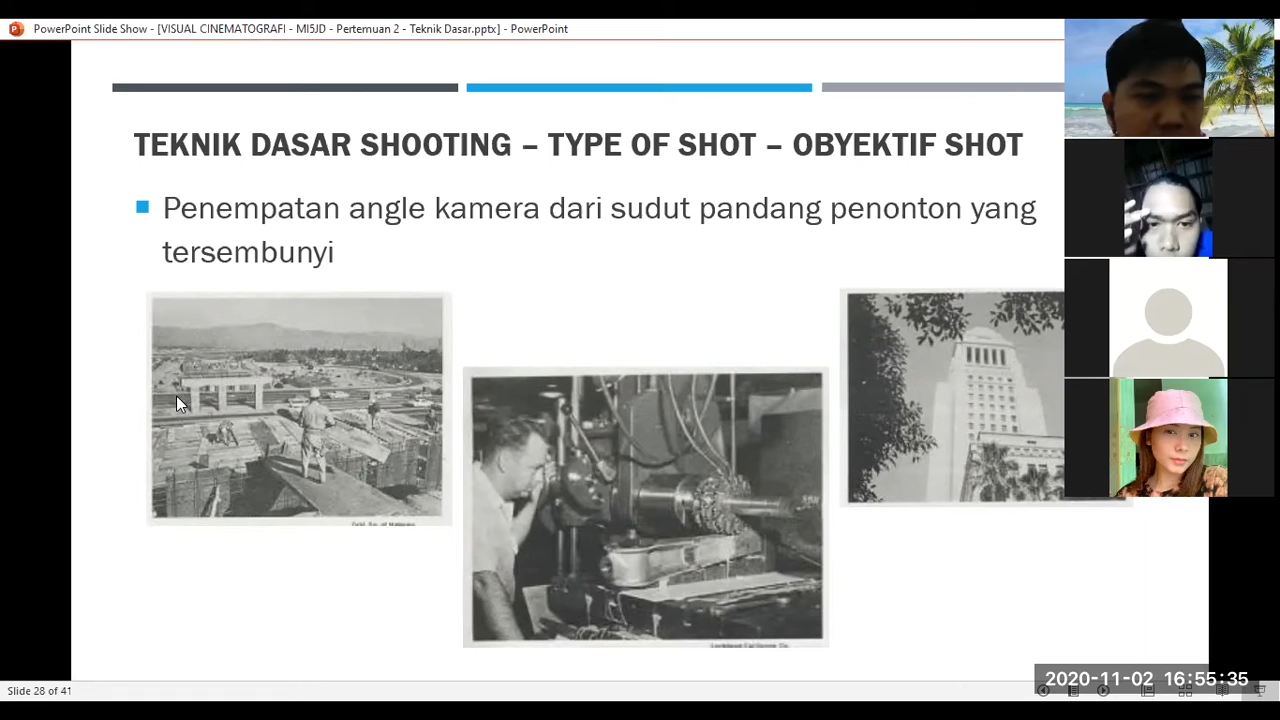 PowerPoint Slide Show - [VISUAL CINEMATOGRAFI - MI5JD - Pertemuan 2 - Teknik Dasar.pptx] - PowerPoint
TEKNIK DASAR SHOOTING – TYPE OF SHOT – OBYEKTIF SHOT
Penempatan angle kamera dari sudut pandang penonton yang
tersembunyi
Slide 28 of 41
2020-11-02 16:55:35